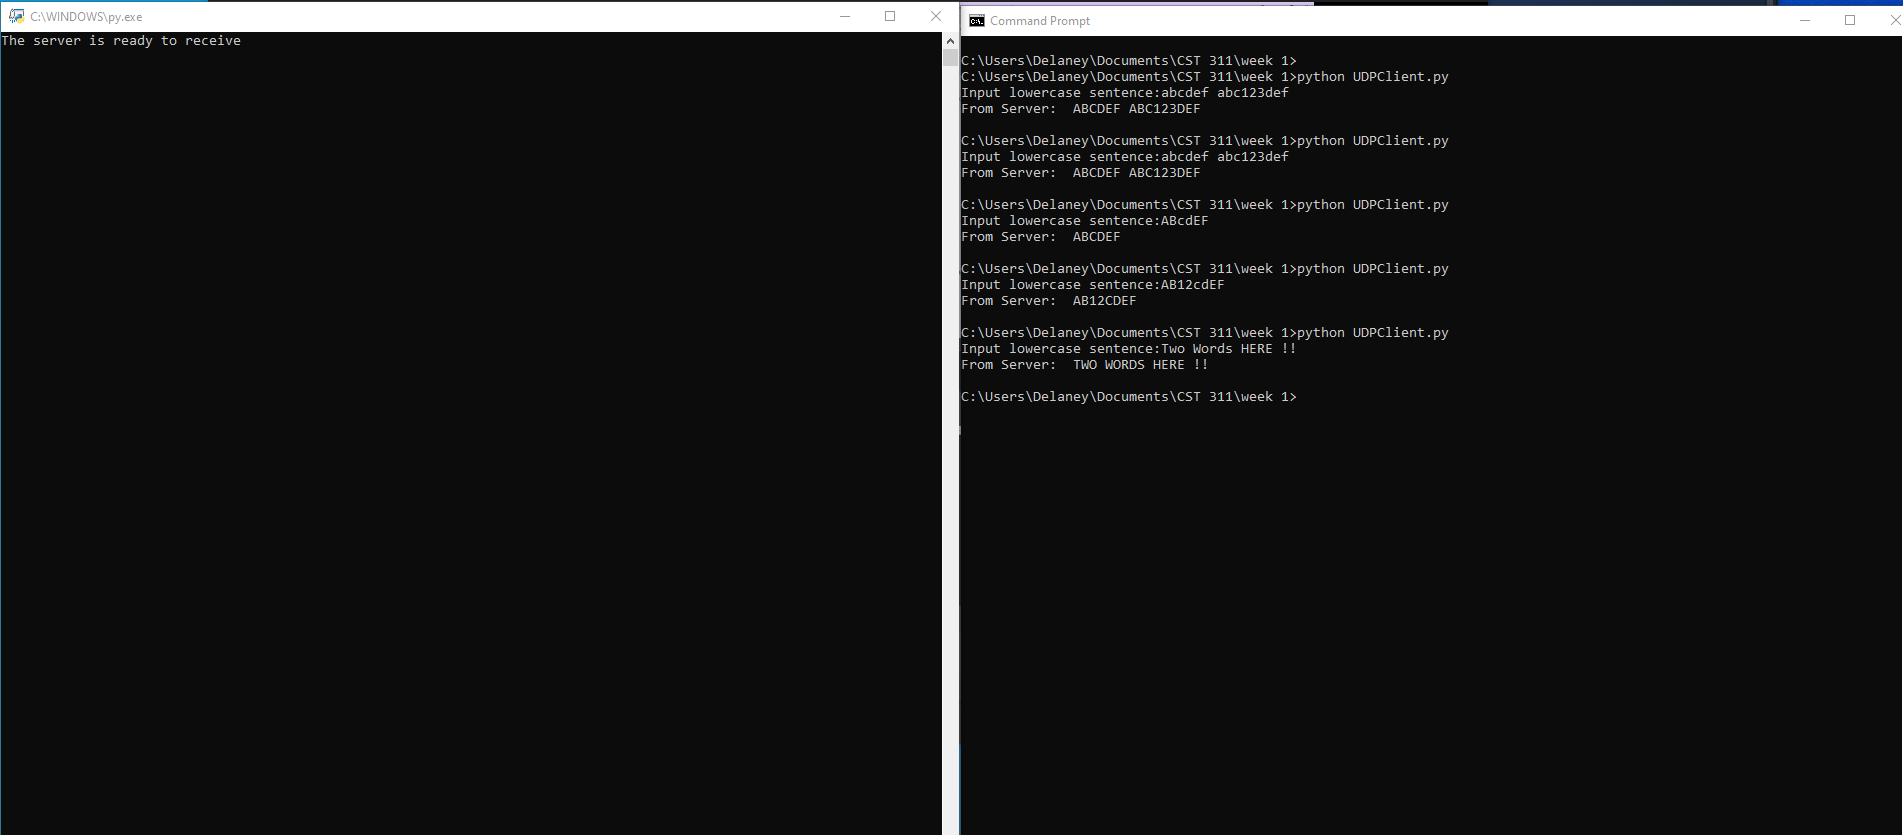 C:\WINDOWS\py.exe
The server is ready to receive
Command Prompt
C:\Users\Delaney\Documents\CST 311\week 1>
C:\Users\Delaney\Documents\CST 311\week 1>python UDPClient.py
Input lowercase sentence:abcdef abc123def
From Server:  ABCDEF ABC123DEF
C:\Users\Delaney\Documents\CST 311\week 1>python UDPClient.py
Input lowercase sentence:abcdef abc123def
From Server:  ABCDEF ABC123DEF
C:\Users\Delaney\Documents\CST 311\week 1>python UDPClient.py
Input lowercase sentence:ABcdEF
From Server:  ABCDEF
C:\Users\Delaney\Documents\CST 311\week 1>python UDPClient.py
Input lowercase sentence:AB12cdEF
From Server:  AB12CDEF
C:\Users\Delaney\Documents\CST 311\week 1>python UDPClient.py
Input lowercase sentence:Two Words HERE !!
From Server:  TWO WORDS HERE !!
C:\Users\Delaney\Documents\CST 311\week 1>